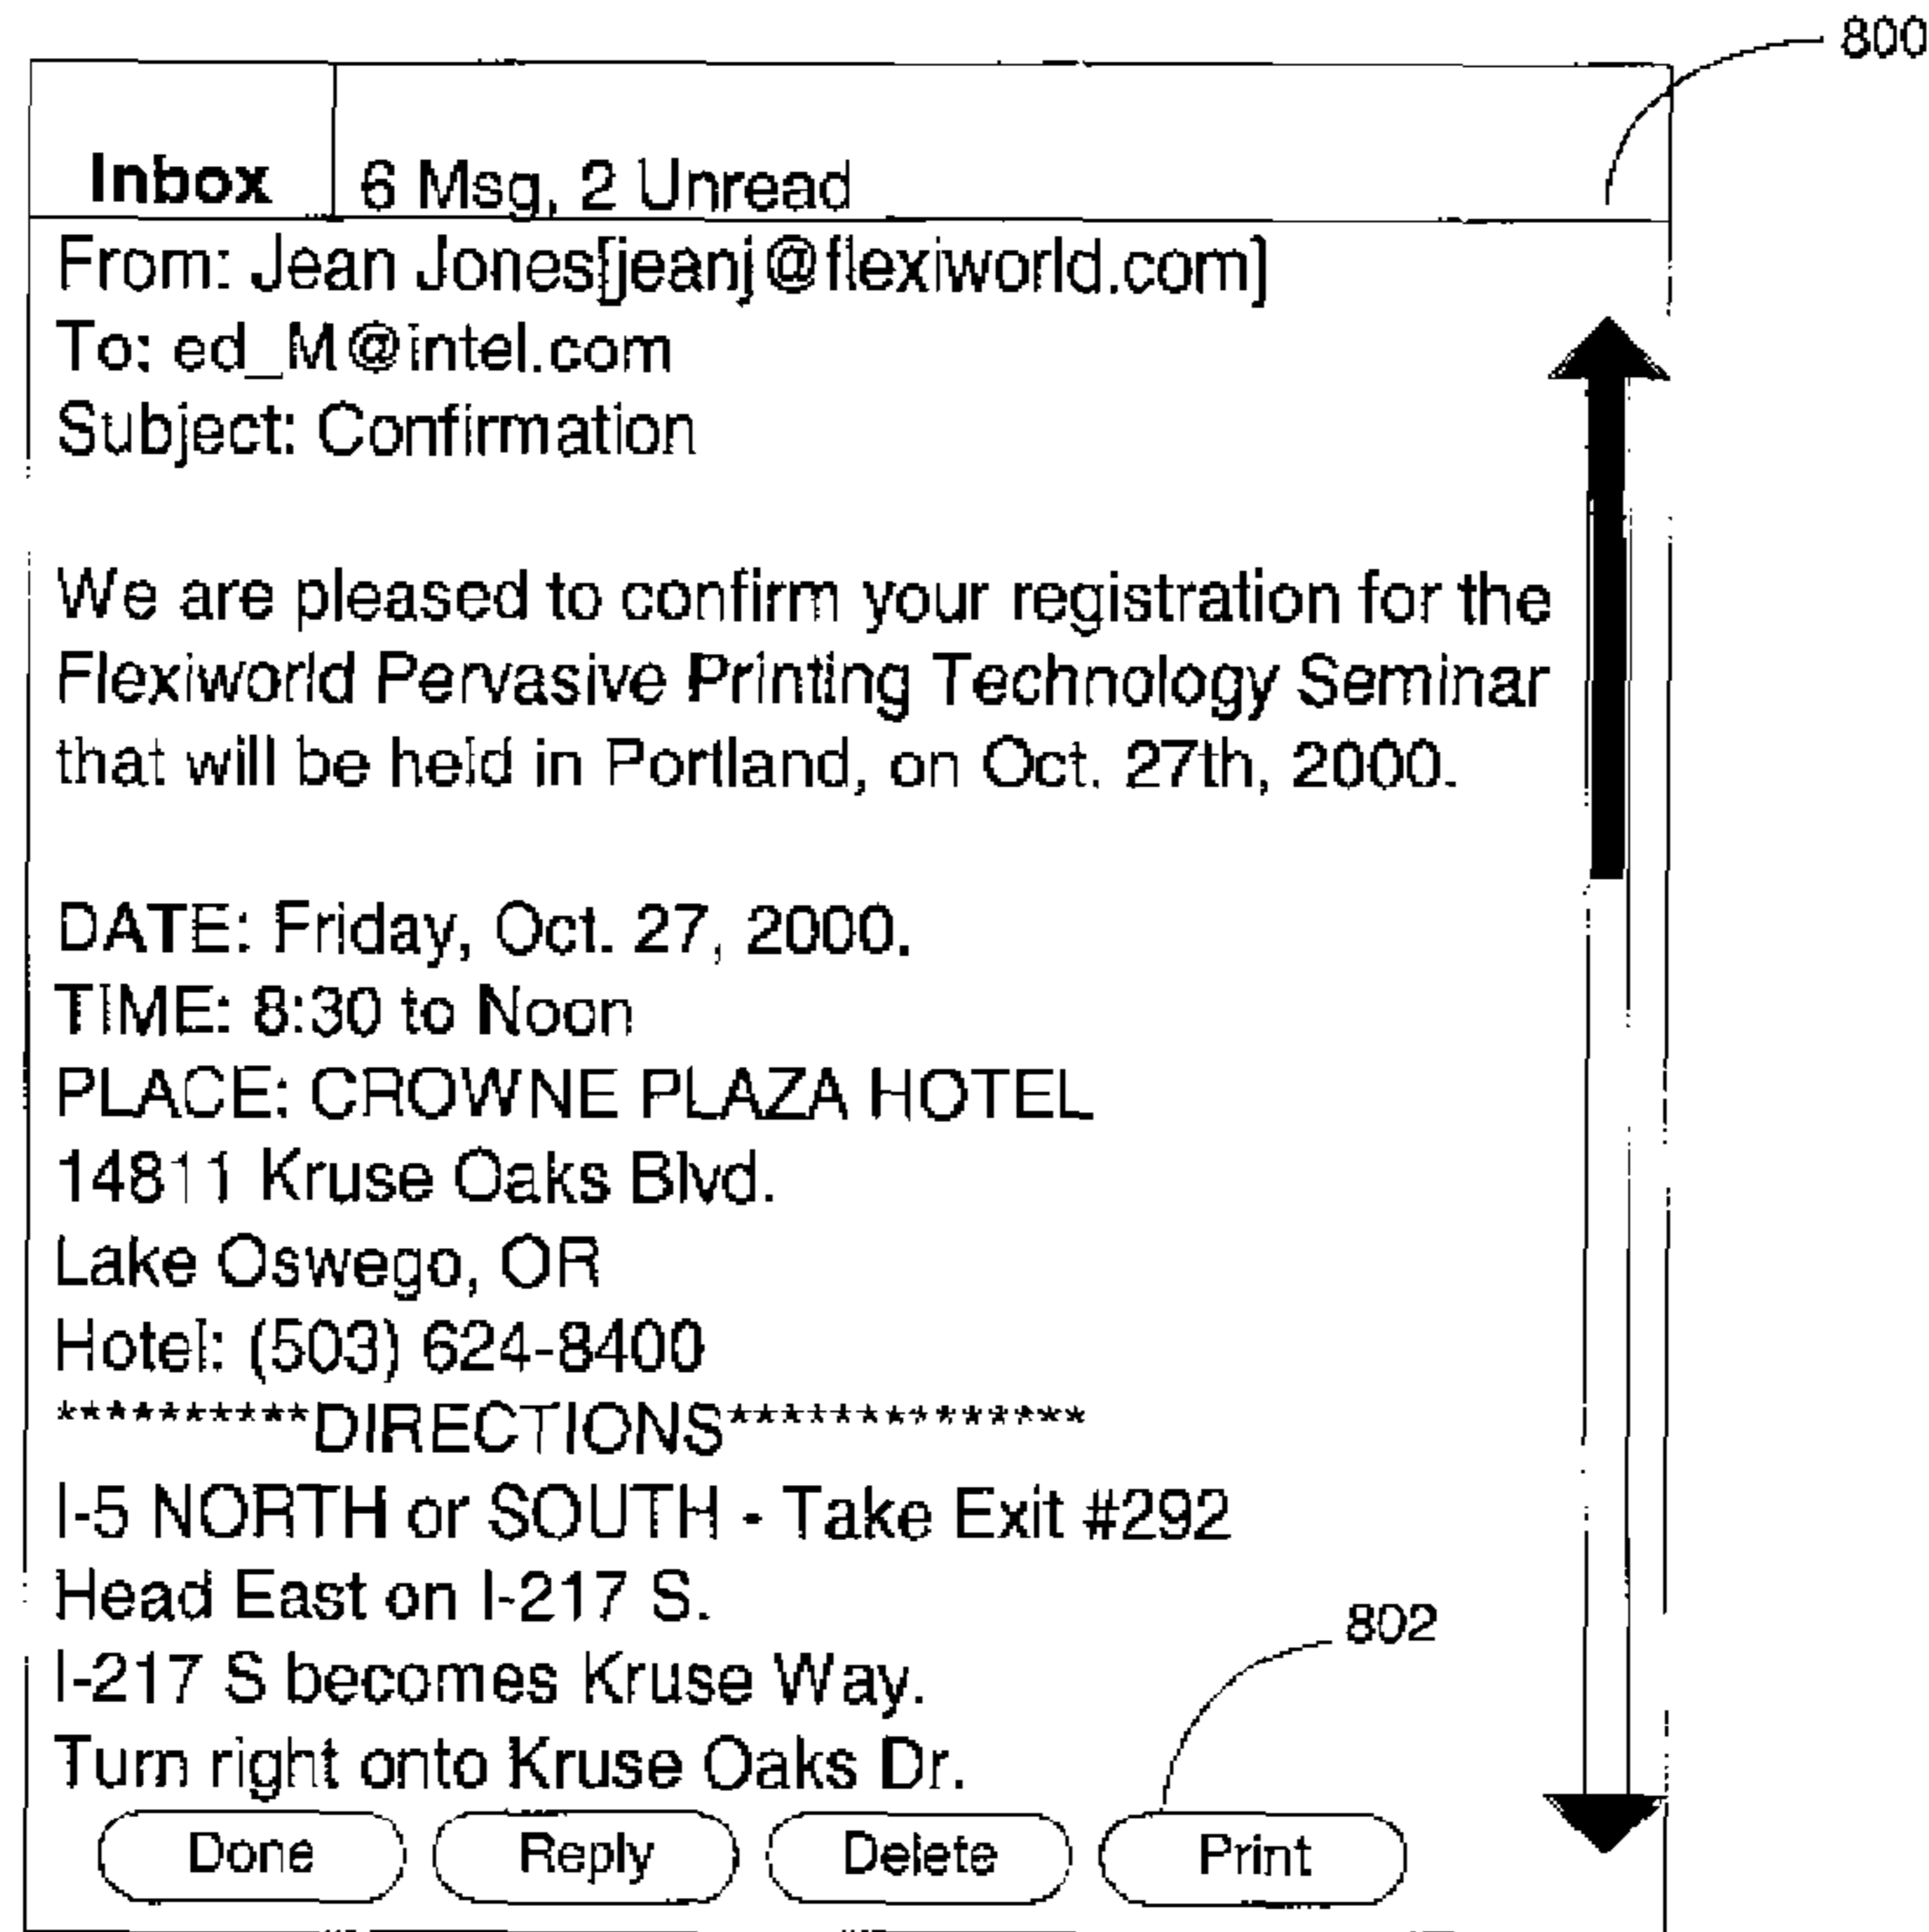 800
Inbox 6 Msg, 2 Unread
From: Jean Jones[jeanj@flexiworld.com]
To: ed_M@intel.com
Subject: Confirmation
We are pleased to confirm your registration for the
Flexiworld Pervasive Printing Technology Seminar
that will be held in Portland, on Oct. 27th, 2000.
DATE: Friday, Oct. 27, 2000.
TIME: 8:30 to Noon
PLACE: CROWNE PLAZA HOTEL
14811 Kruse Oaks Blvd.
Lake Oswego, OR
Hotel: (503) 624-8400
**********DIRECTIONS**************
I-5 NORTH or SOUTH - Take Exit #292
Head East on I-217 S.
802
I-217 S becomes Kruse Way.
Turn right onto Kruse Oaks Dr.
Done Reply Delete Print